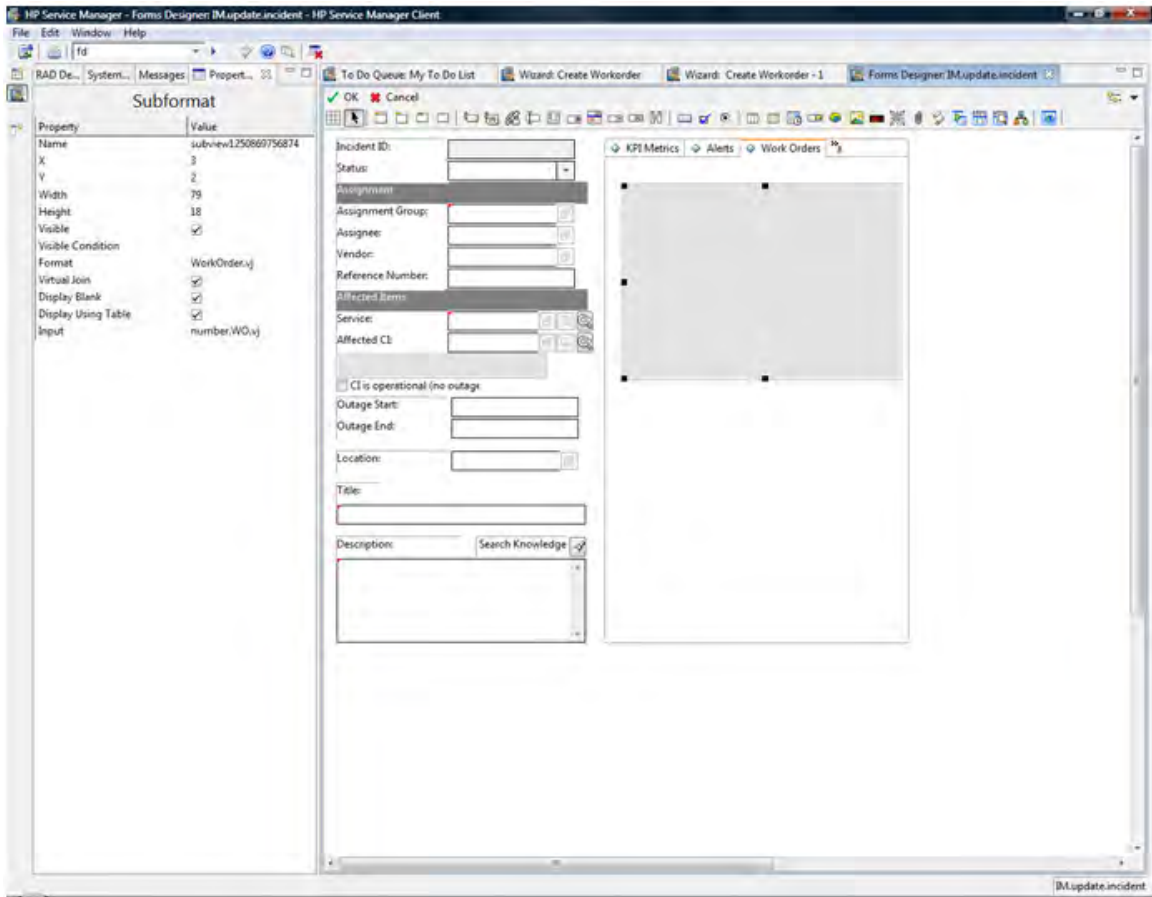 HP Service Manager - Forms Designer: IM.update.incident - HP Service Manager Client
File Edit Window Help
fd
RAD De... System... Messages Propert...
To Do Queue: My To Do List Wizard: Create Workorder Wizard: Create Workorder - 1 Forms Designer: IM.update.incident
Subformat
OK Cancel
Property Value
Name subview1250869756874
X 3
Y 2
Width 79
Height 18
Visible
Visible Condition
Format WorkOrder.vj
Virtual Join
Display Blank
Display Using Table
Input number.WO.vj
Incident ID:
Status:
Assignment
Assignment Group:
Assignee:
Vendor:
Reference Number:
Affected Items
Service:
Affected CI:
CI is operational (no outage
Outage Start:
Outage End:
Location:
Title:
Description: Search Knowledge
KPI Metrics Alerts Work Orders
IM.update.incident